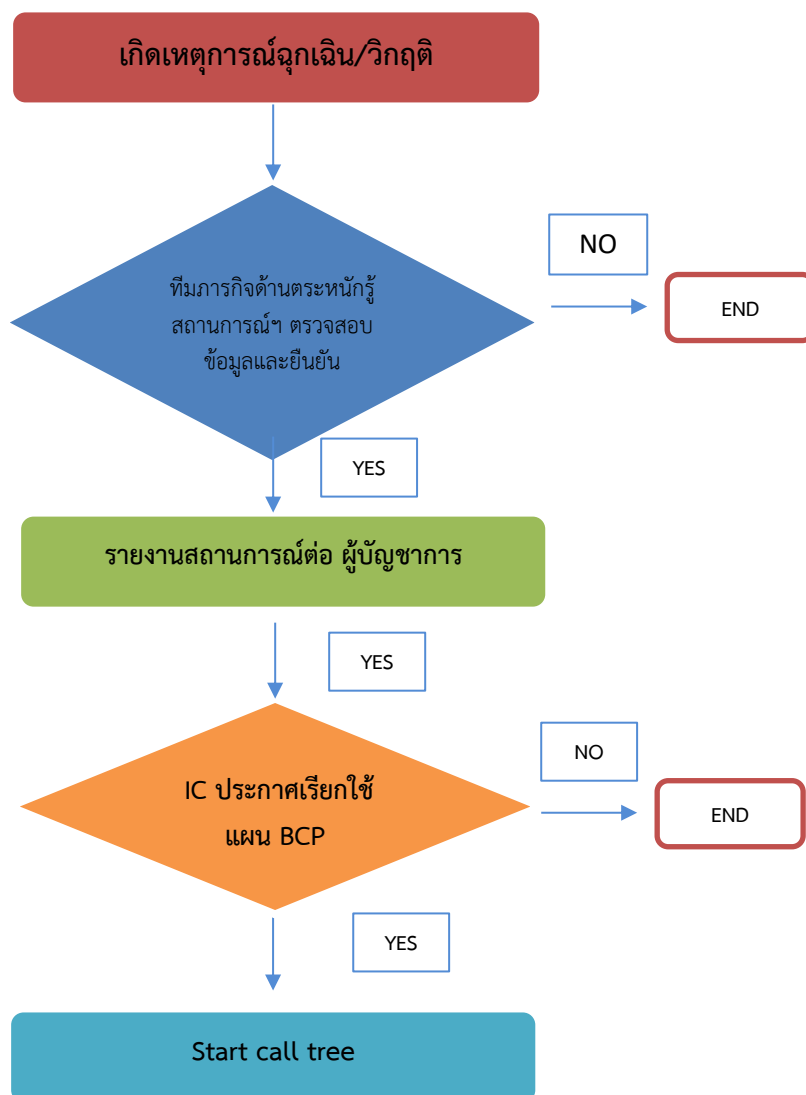 เกิดเหตุการณ์ฉุกเฉิน/วิกฤติ
NO
ทีมภารกิจด้านตระหนักรู้
สถานการณ์ฯ ตรวจสอบ
ข้อมูลและยืนยัน
END
YES
รายงานสถานการณ์ต่อ ผู้บัญชาการ
YES
NO
IC ประกาศเรียกใช้
แผน BCP
END
YES
Start call tree